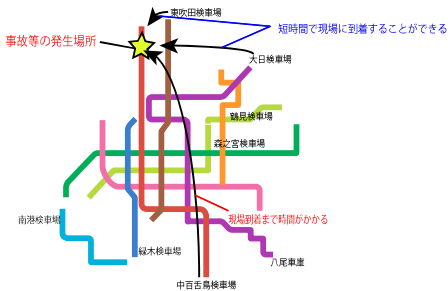 東吹田検車場
短時間で現場に到着することができる
事故等の発生場所
大日検車場
鶴見検車場
森之宮検車場
現場到着まで時間がかかる
南港検車場
緑木検車場
八尾車庫
中百舌鳥検車場